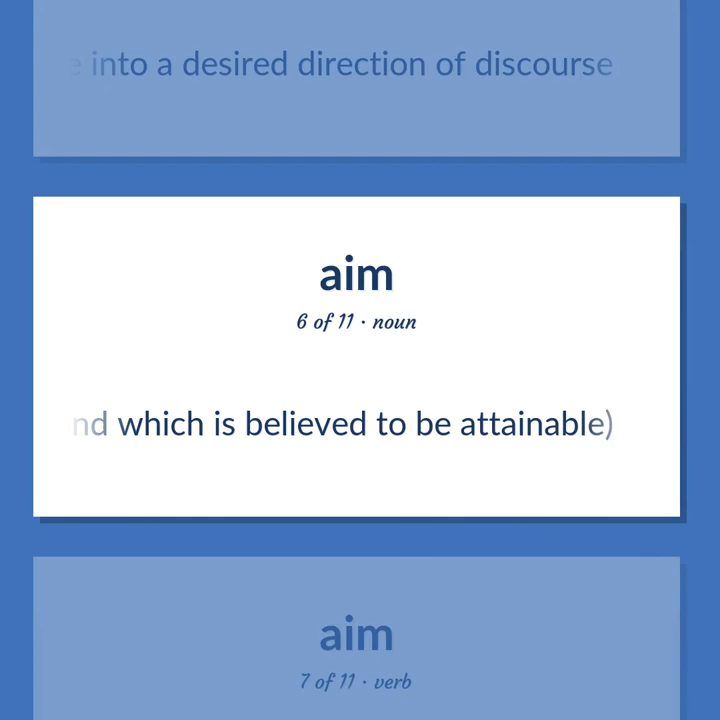 into a desired direction of discourse
aim
6 of 11 · noun
which is believed to be attainable)
aim
7 of 11 · verb